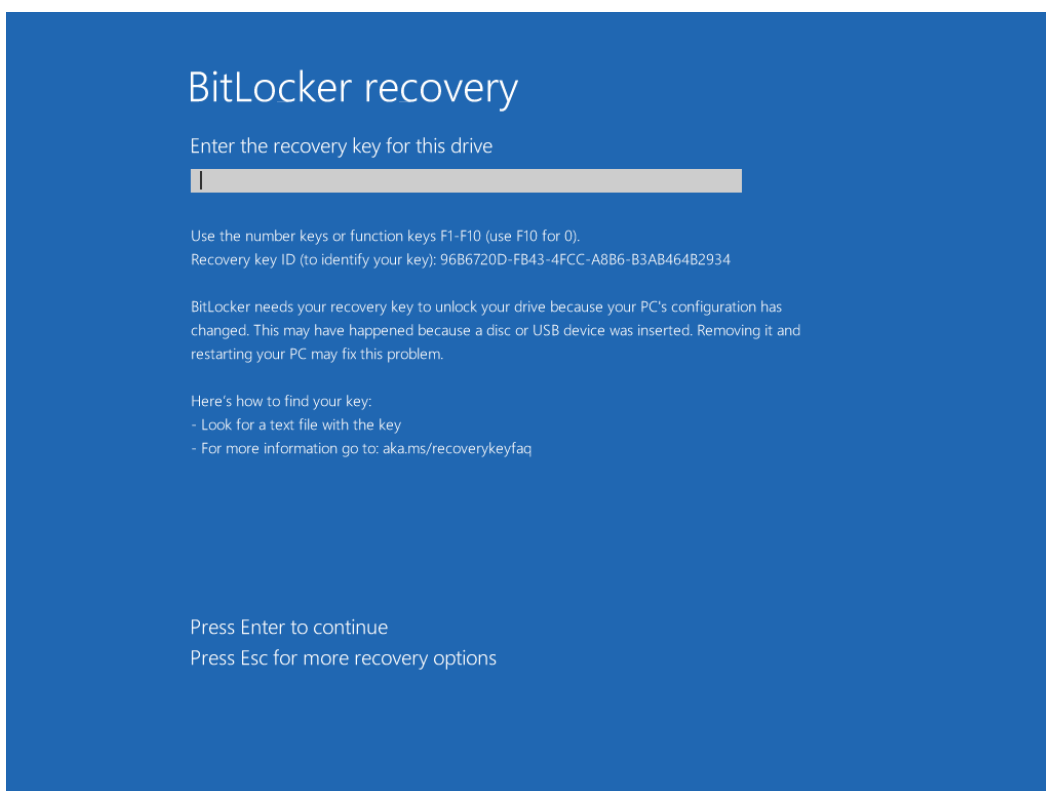 BitLocker recovery
Enter the recovery key for this drive
Use the number keys or function keys F1-F10 (use F10 for 0).
Recovery key ID (to identify your key): 96B6720D-FB43-4FCC-A8B6-B3AB464B2934
BitLocker needs your recovery key to unlock your drive because your PC's configuration has
changed. This may have happened because a disc or USB device was inserted. Removing it and
restarting your PC may fix this problem.
Here's how to find your key:
- Look for a text file with the key
- For more information go to: aka.ms/recoverykeyfaq
Press Enter to continue
Press Esc for more recovery options